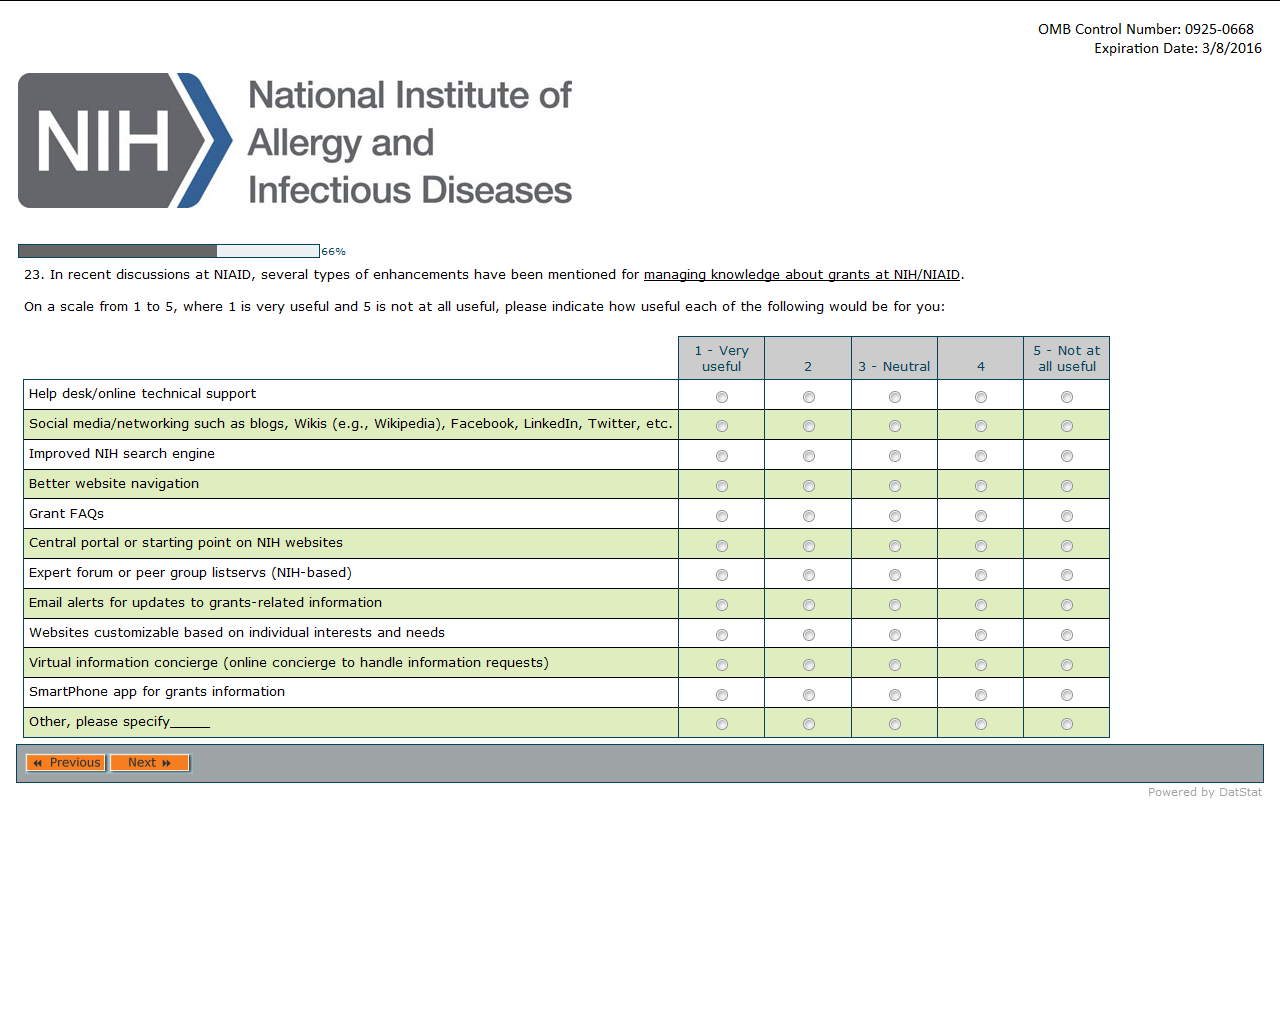 OMB Control Number: 0925-0668
Expiration Date: 3/8/2016
NIH
National Institute of
Allergy and
Infectious Diseases
66%
23. In recent discussions at NIAID, several types of enhancements have been mentioned for managing knowledge about grants at NIH/NIAID.
On a scale from 1 to 5, where 1 is very useful and 5 is not at all useful, please indicate how useful each of the following would be for you:
1 - Very useful 2 3 - Neutral 4 5 - Not at all useful
Help desk/online technical support
Social media/networking such as blogs, Wikis (e.g., Wikipedia), Facebook, LinkedIn, Twitter, etc.
Improved NIH search engine
Better website navigation
Grant FAQs
Central portal or starting point on NIH websites
Expert forum or peer group listservs (NIH-based)
Email alerts for updates to grants-related information
Websites customizable based on individual interests and needs
Virtual information concierge (online concierge to handle information requests)
SmartPhone app for grants information
Other, please specify_____
Previous Next
Powered by DatStat